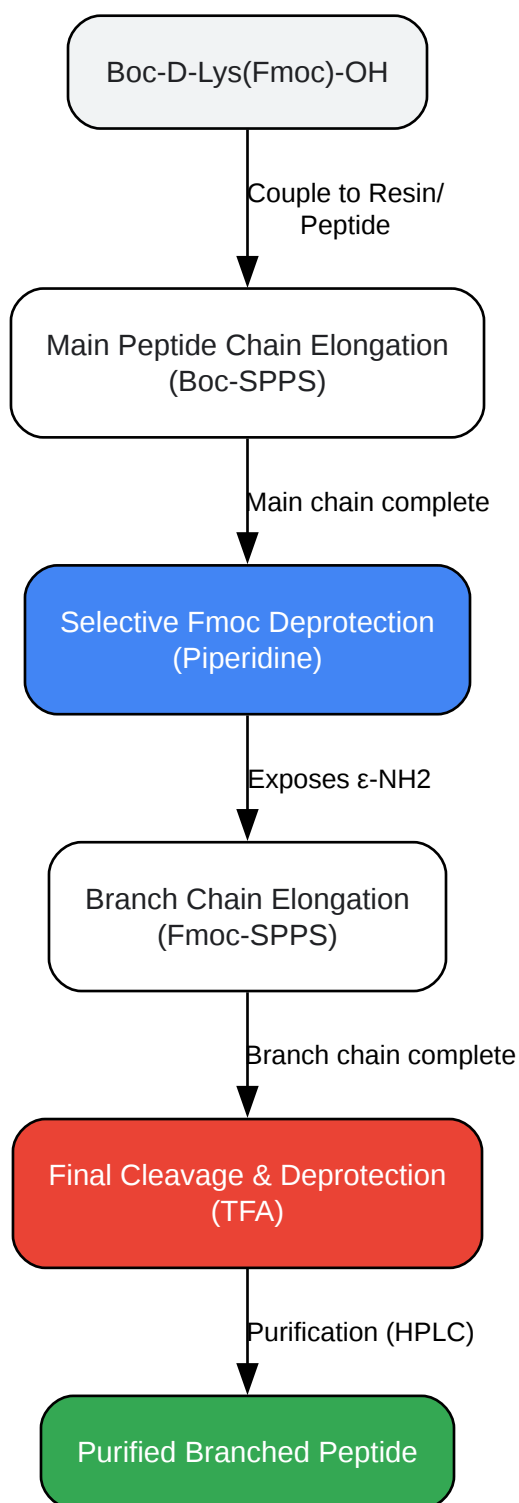 Boc-D-Lys(Fmoc)-OH
Couple to Resin/
Peptide
Main Peptide Chain Elongation
(Boc-SPPS)
Main chain complete
Selective Fmoc Deprotection
(Piperidine)
Exposes ε-NH2
Branch Chain Elongation
(Fmoc-SPPS)
Branch chain complete
Final Cleavage & Deprotection
(TFA)
Purification (HPLC)
Purified Branched Peptide